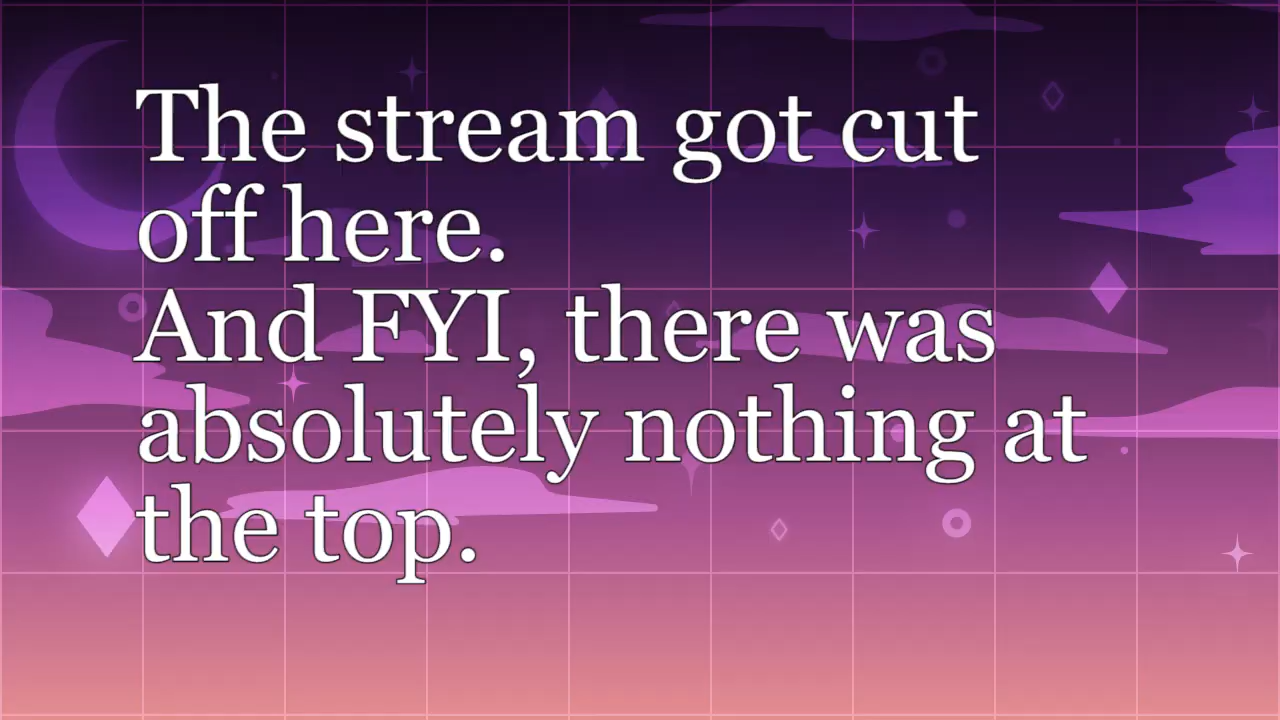 The stream got cut
off here.
And FYI, there was
absolutely nothing at
the top.